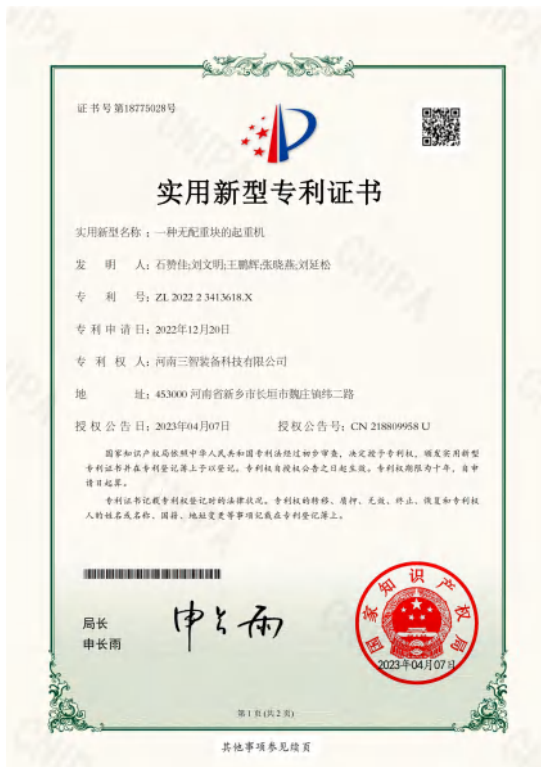 证书号第18775028号
实用新型专利证书
实用新型名称：一种无配重块的起重机
发 明 人：石赞佳;刘文明;王鹏辉;张晓燕;刘延松
专 利 号：ZL 2022 2 3413618.X
专利申请日：2022年12月20日
专 利 权 人：河南三智装备科技有限公司
地 址：453000 河南省新乡市长垣市魏庄镇纬二路
授权公告日：2023年04月07日 授权公告号：CN 218809958 U
国家知识产权局依照中华人民共和国专利法经过初步审查，决定授予专利权，颁发实用新型
专利证书并在专利登记簿上予以登记。专利权自授权公告之日起生效。专利权期限为十年，自申
请日起算。
专利证书记载专利权登记时的法律状况。专利权的转移、质押、无效、终止、恢复和专利权
人的姓名或名称、国籍、地址变更等事项记载在专利登记簿上。
局长
申长雨
申长雨
国家知识产权局
2023年04月07日
第 1 页 (共 2 页)
其他事项参见续页
CNIPA